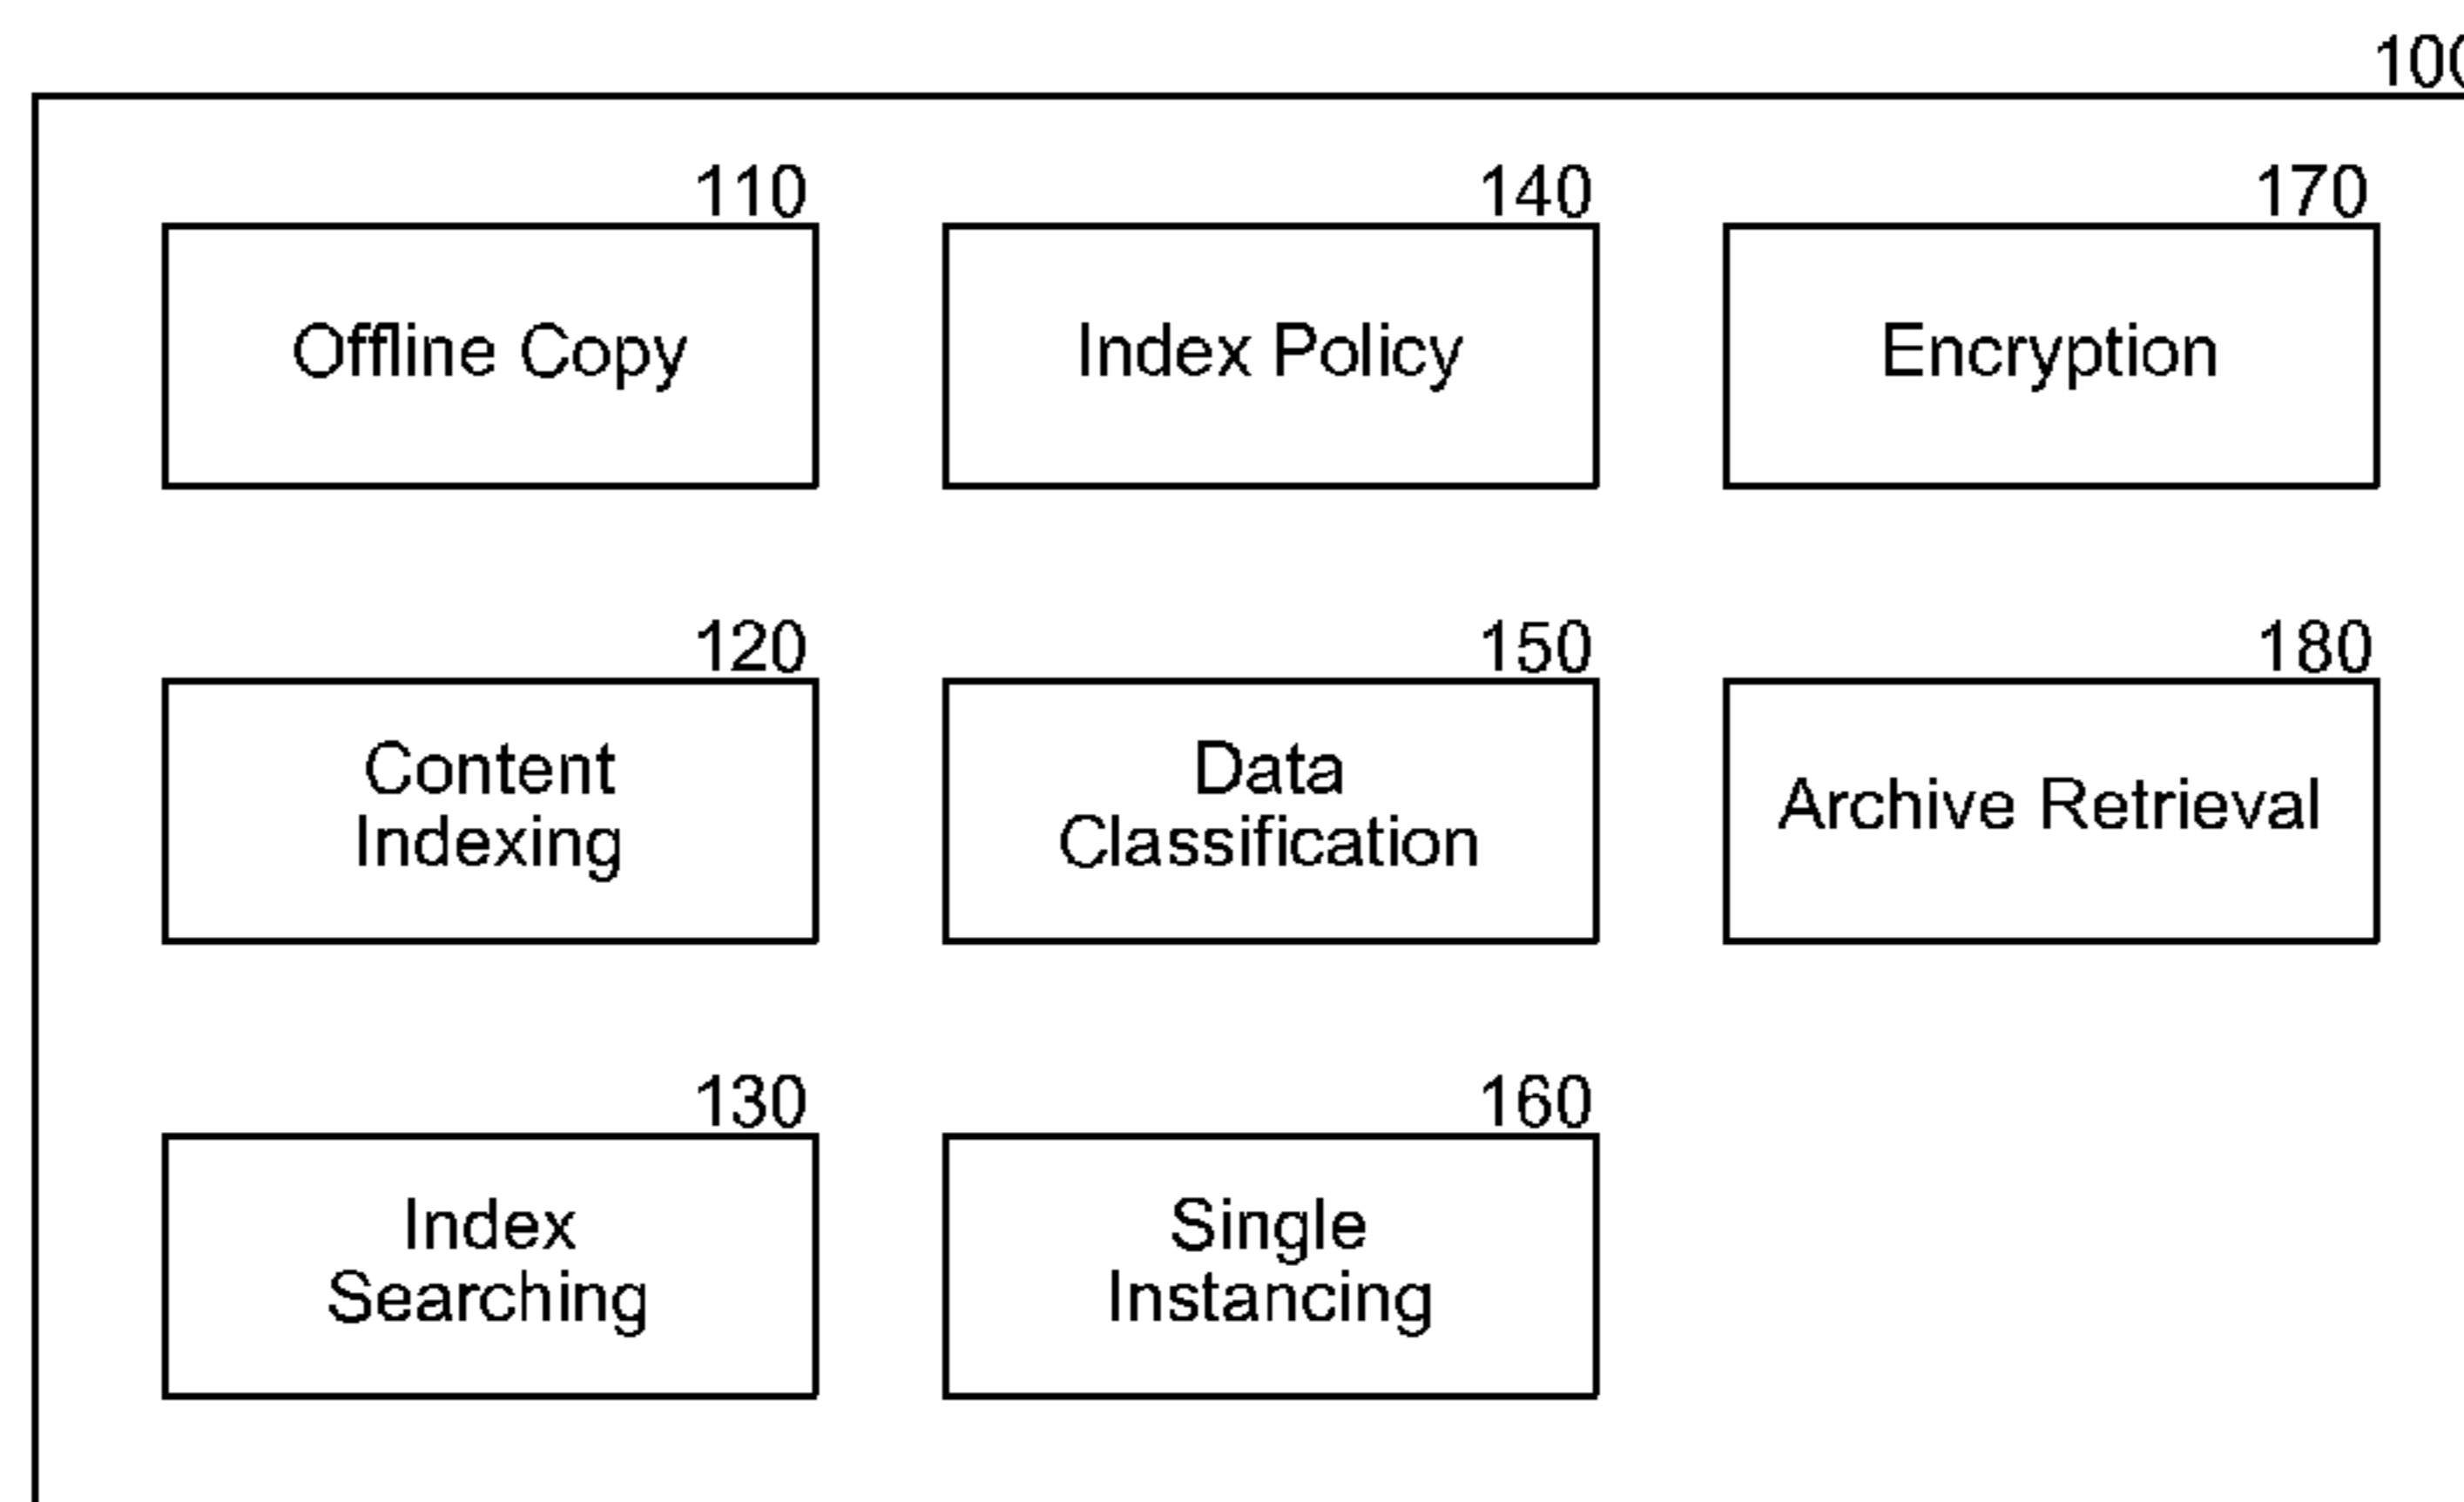 100
110
140
170
Offline Copy
Index Policy
Encryption
120
150
180
Content
Indexing
Data
Classification
Archive Retrieval
130
160
Index
Searching
Single
Instancing